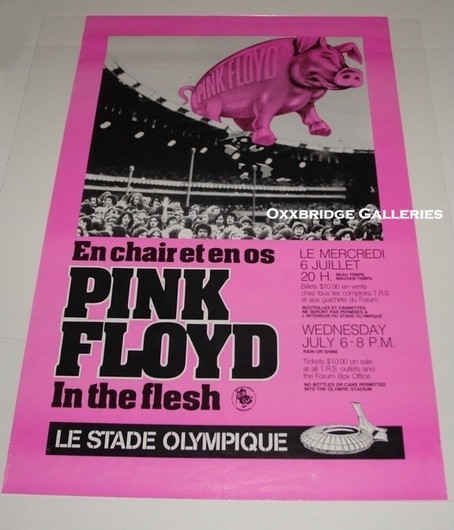 PINK FLOYD
OXXBRIDGE GALLERIES
En chair et en os
PINK
FLOYD
In the flesh
LE MERCREDI
6 JUILLET
20 H. BEAU TEMPS,
MAUVAIS TEMPS
Billets $10.00 en vente
chez tous les comptoirs T.R.S.
et aux guichets du Forum.
BOUTEILLES ET CANNETTES
NE SERONT PAS PERMISES À
L'INTÉRIEUR DU STADE OLYMPIQUE
WEDNESDAY
JULY 6-8 P.M.
RAIN OR SHINE
Tickets $10.00 on sale
at all T.R.S. outlets and
the Forum Box Office.
NO BOTTLES OR CANS PERMITTED
INTO THE OLYMPIC STADIUM
LE STADE OLYMPIQUE